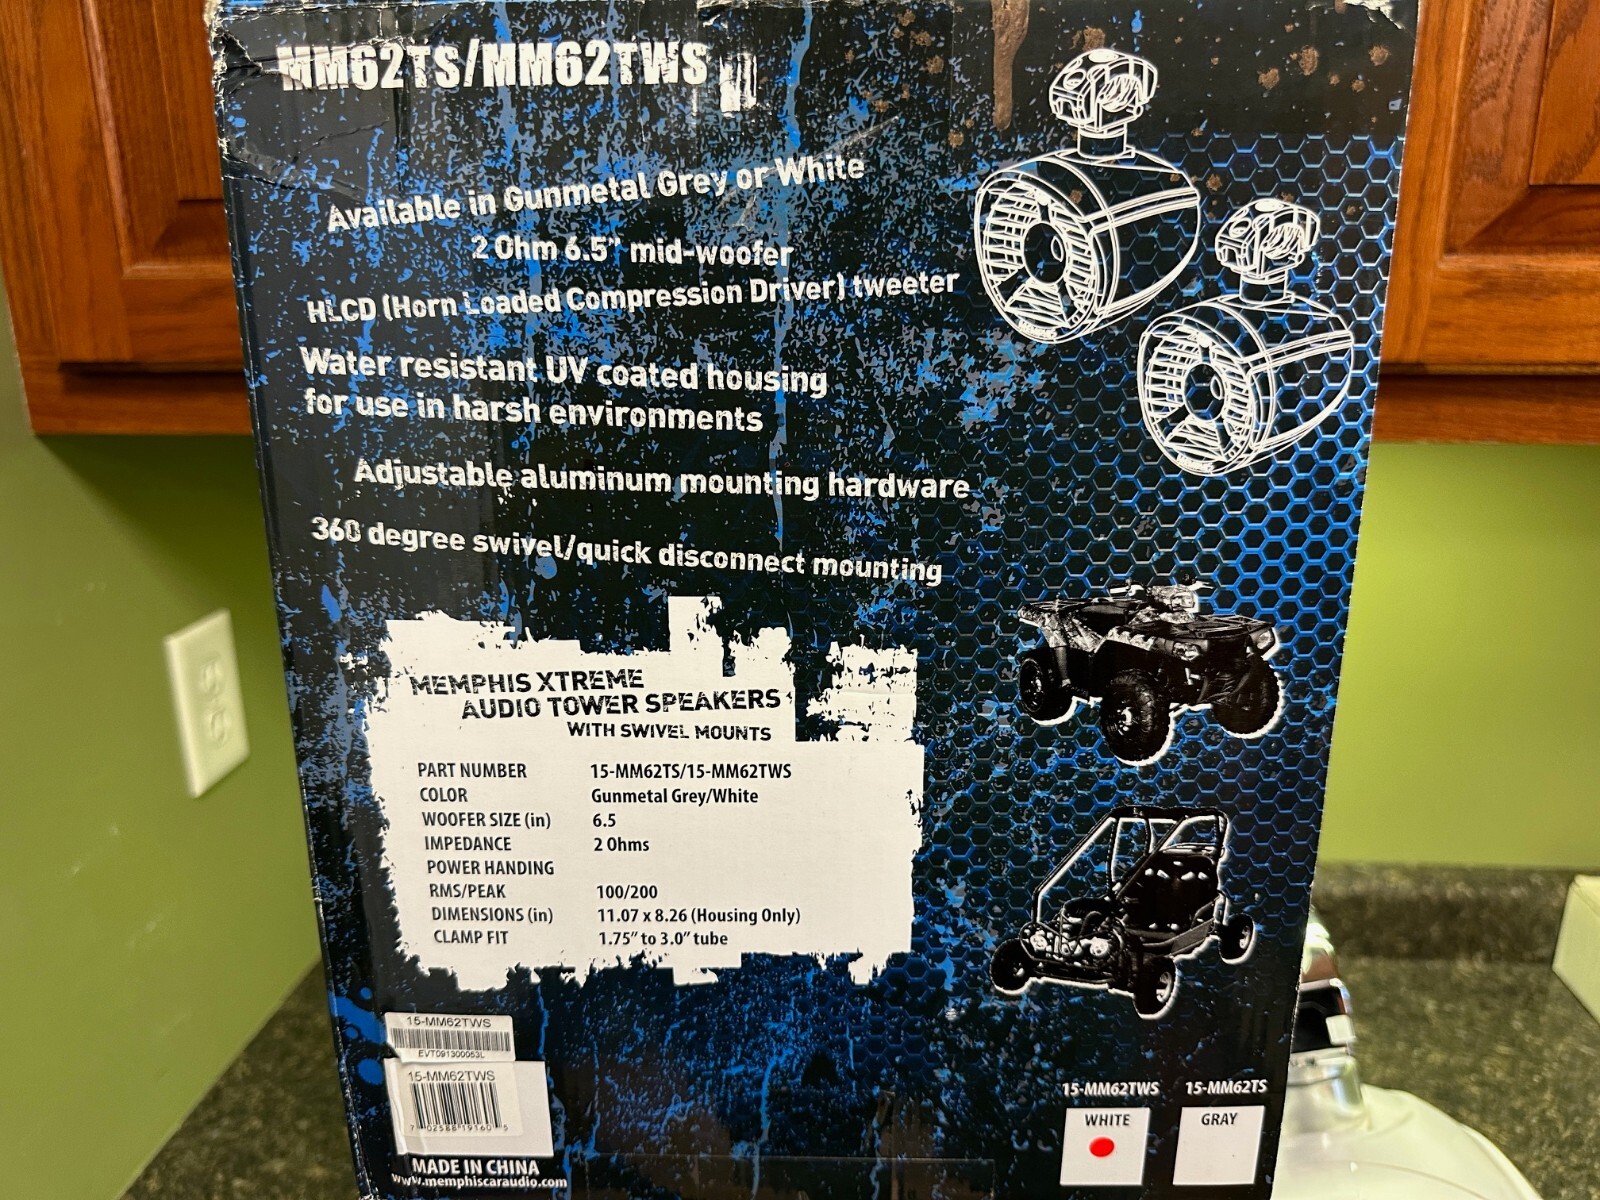 MM62TS/MM62TWS
Available in Gunmetal Grey or White
2 Ohm 6.5" mid-woofer
HLCD (Horn Loaded Compression Driver) tweeter
Water resistant UV coated housing
for use in harsh environments
Adjustable aluminum mounting hardware
360 degree swivel/quick disconnect mounting
MEMPHIS XTREME
AUDIO TOWER SPEAKERS
WITH SWIVEL MOUNTS
PART NUMBER 15-MM62TS/15-MM62TWS
COLOR Gunmetal Grey/White
WOOFER SIZE (in) 6.5
IMPEDANCE 2 Ohms
POWER HANDING
RMS/PEAK 100/200
DIMENSIONS (in) 11.07 x 8.26 (Housing Only)
CLAMP FIT 1.75" to 3.0" tube
15-MM62TWS
EVT091300053L
15-MM62TWS
7 02588 19160 5
MADE IN CHINA
www.memphiscaraudio.com
15-MM62TWS 15-MM62TS
WHITE GRAY